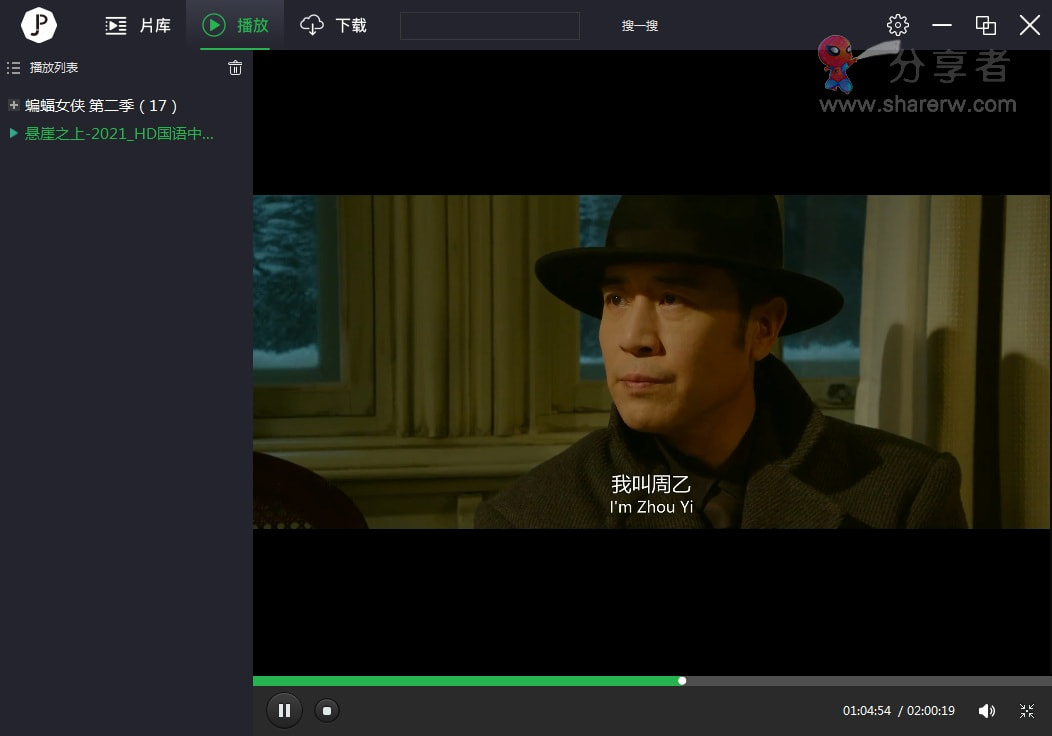 JP
片库
播放
下载
搜一搜
分享者
www.sharerw.com
播放列表
蝙蝠女侠 第二季 ( 17 )
悬崖之上-2021_HD国语中...
我叫周乙
I'm Zhou Yi
01:04:54 / 02:00:19